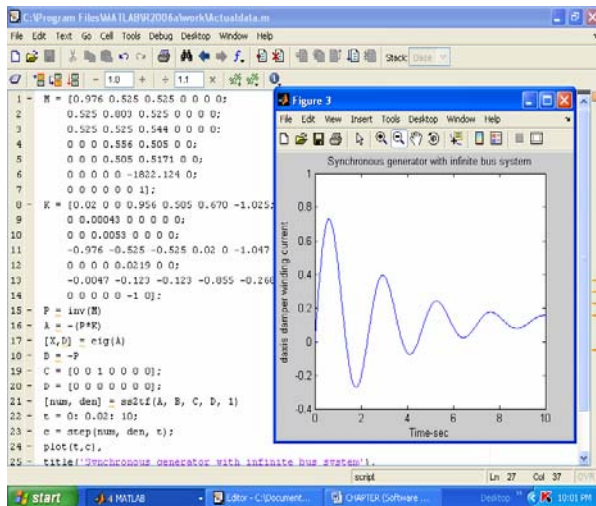 C:\Program Files\MATLAB\R2006a\work\Actualdata.m
File Edit Text Go Cell Tools Debug Desktop Window Help
Stack: Base
1.0 + ÷ 1.1 ×
1 - M = [0.976 0.525 0.525 0 0 0 0;
2 0.525 0.803 0.525 0 0 0 0;
3 0.525 0.525 0.544 0 0 0 0;
4 0 0 0 0.556 0.505 0 0;
5 0 0 0 0.505 0.5171 0 0;
6 0 0 0 0 0 -1822.124 0;
7 0 0 0 0 0 0 1];
8 - K = [0.02 0 0 0.956 0.505 0.670 -1.025;
9 0 0.00043 0 0 0 0 0;
10 0 0 0.0053 0 0 0 0;
11 -0.976 -0.525 -0.525 0.02 0 -1.047
12 0 0 0 0 0.0219 0 0;
13 -0.0047 -0.123 -0.123 -0.855 -0.260
14 0 0 0 0 0 -1 0];
15 - P = inv(M)
16 - A = -(P*K)
17 - [X,D] = eig(A)
18 - B = -P
19 - C = [0 0 1 0 0 0 0];
20 - D = [0 0 0 0 0 0 0];
21 - [num, den] = ss2tf(A, B, C, D, 1)
22 - t = 0: 0.02: 10;
23 - c = step(num, den, t);
24 - plot(t,c),
25 - title('Synchronous generator with infinite bus system'),
Figure 3
File Edit View Insert Tools Desktop Window Help
Synchronous generator with infinite bus system
daxis damper winding current
1
0.8
0.6
0.4
0.2
0
-0.2
-0.4
0 2 4 6 8 10
Time-sec
script Ln 27 Col 37 OVR
start 4 MATLAB Editor - C:\Document... CHAPTER (Software ... Desktop » 10:01 PM